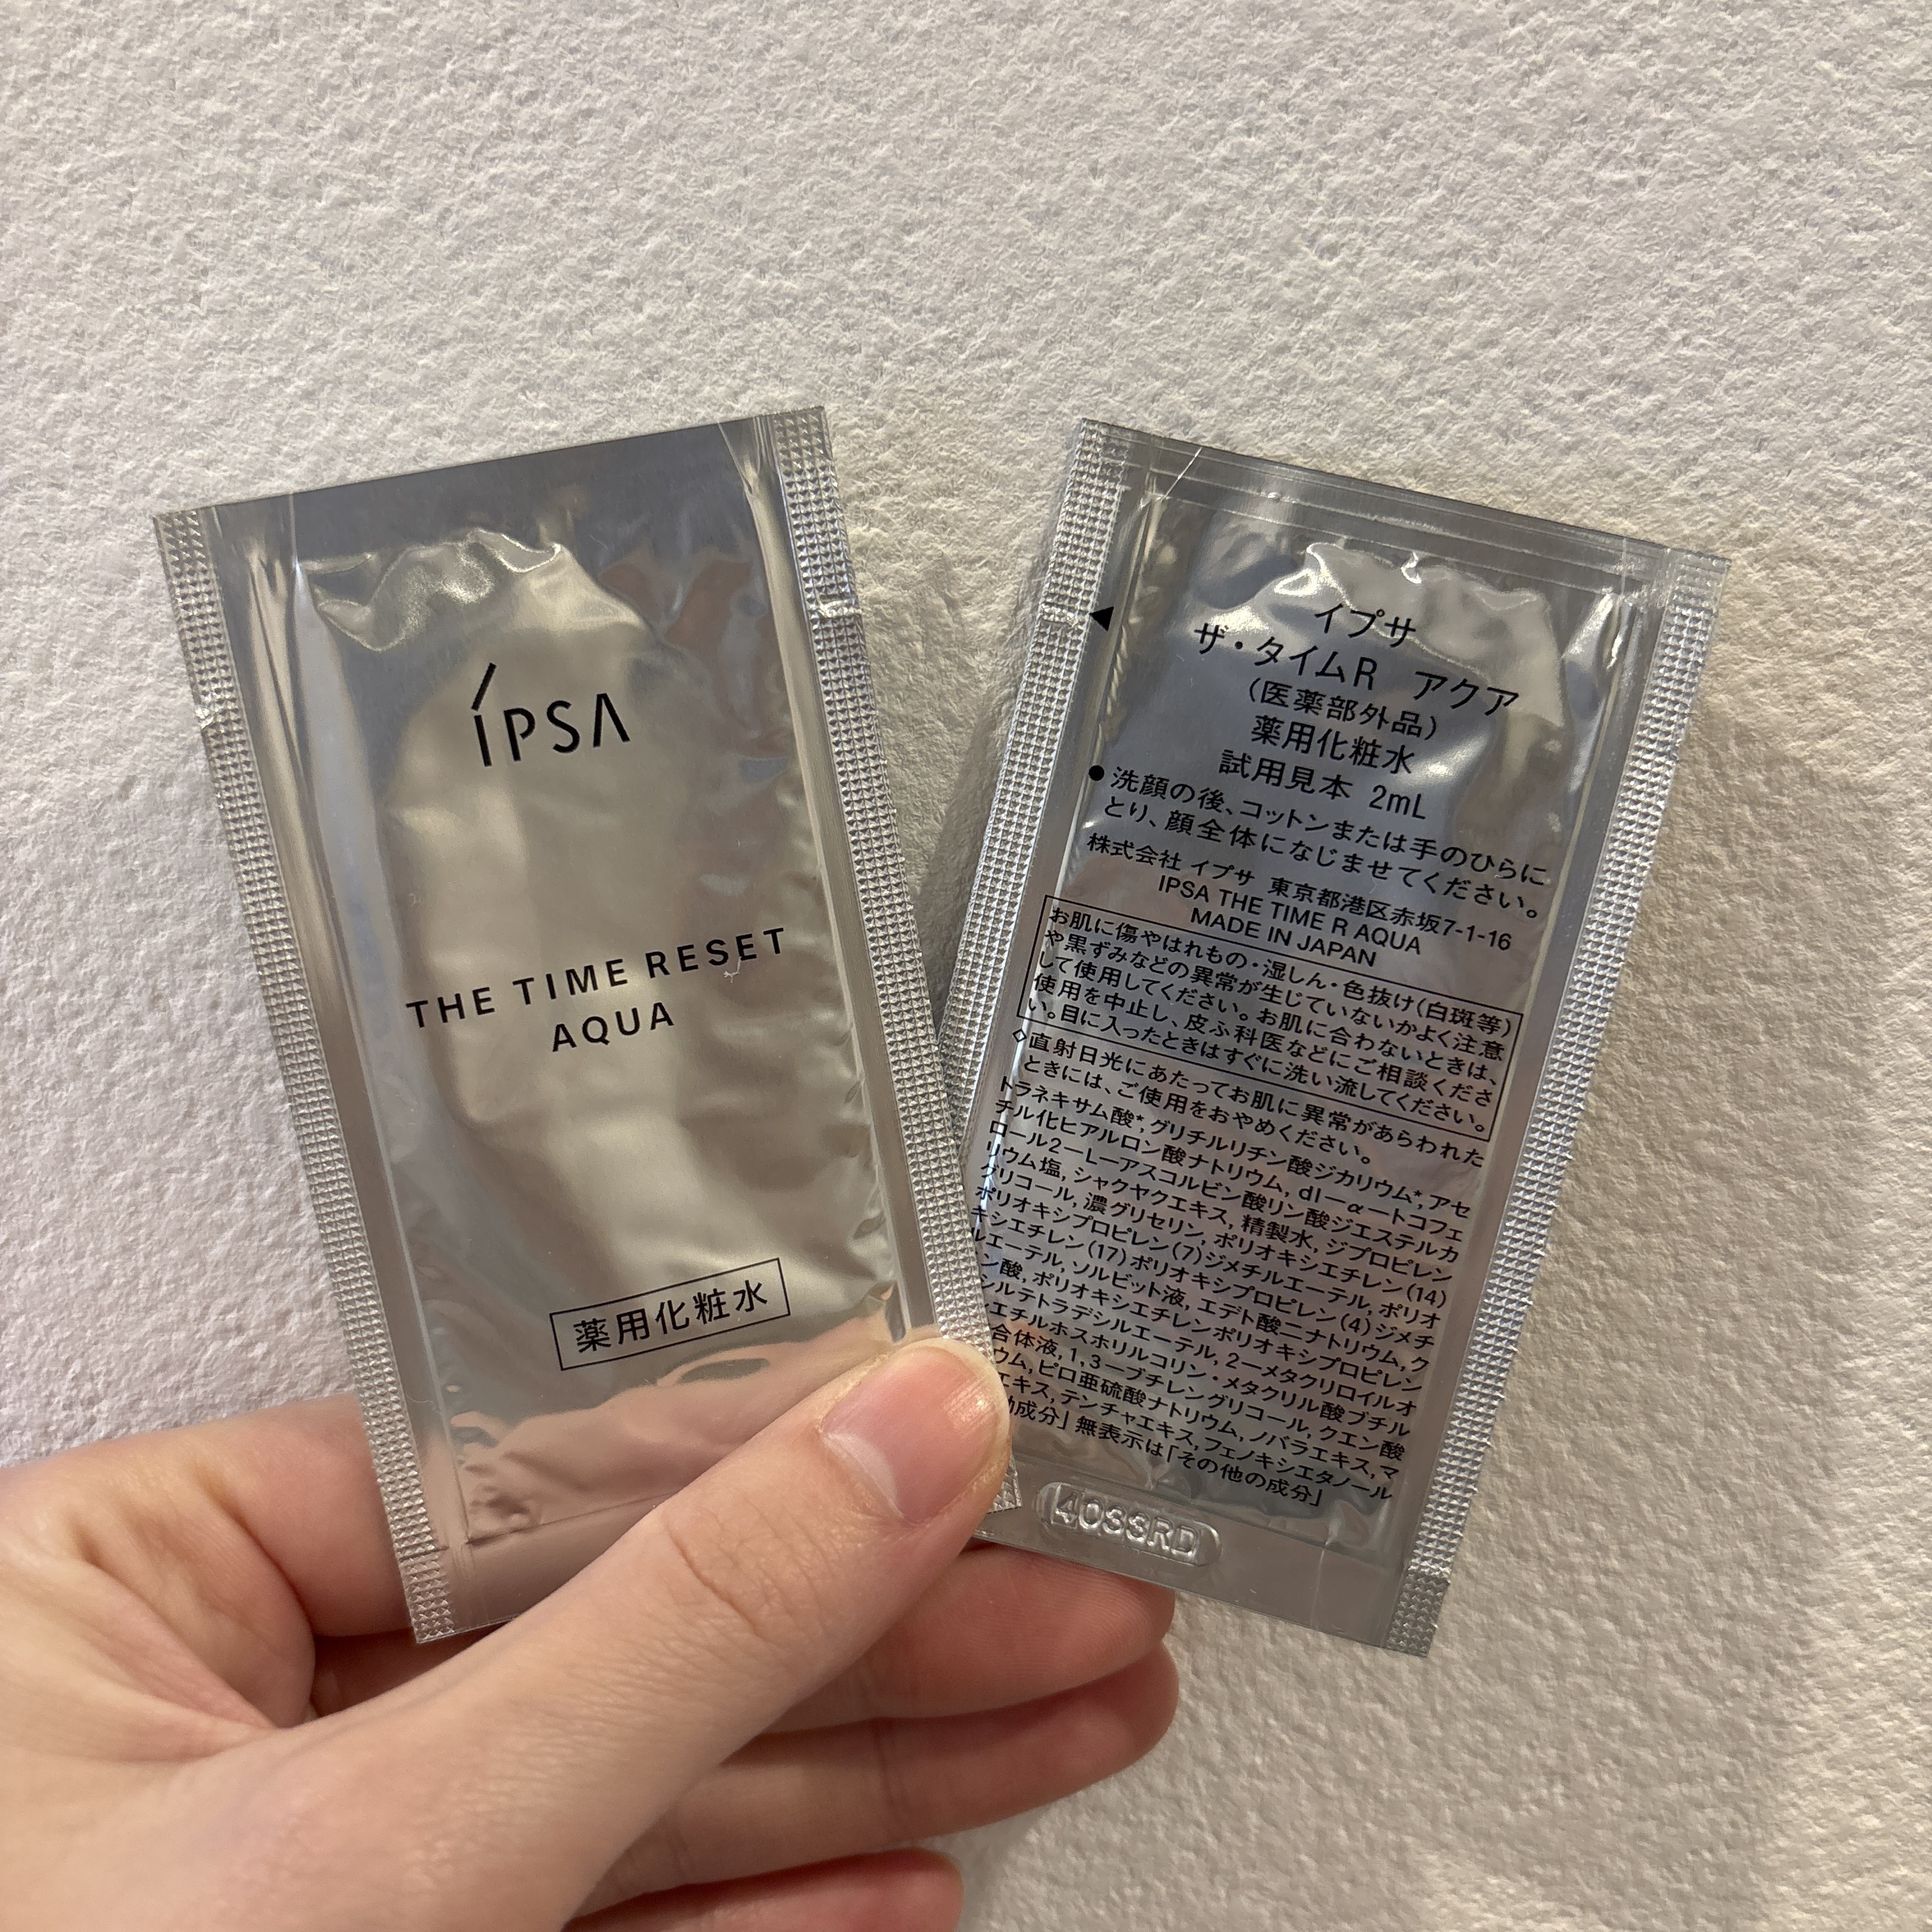 IPSA
THE TIME RESET
AQUA
薬用化粧水
イプサ
ザ・タイムR アクア
(医薬部外品)
薬用化粧水
試用見本 2mL
●洗顔の後、コットンまたは手のひらに
とり、顔全体になじませてください。
株式会社 イプサ 東京都港区赤坂7-1-16
IPSA THE TIME R AQUA
MADE IN JAPAN
お肌に傷やはれもの・湿しん・色抜け(白斑等)
や黒ずみなどの異常が生じていないかよく注意
して使用してください。お肌に合わないときは、
使用を中止し、皮ふ科医などにご相談くださ
い。目に入ったときはすぐに洗い流してください。
◇直射日光にあたってお肌に異常があらわれた
ときには、ご使用をおやめください。
トラネキサム酸*, グリチルリチン酸ジカリウム*, アセ
チル化ヒアルロン酸ナトリウム, dl-α-トコフェ
ロール2-L-アスコルビン酸リン酸ジエステルカ
リウム塩, シャクヤクエキス, 精製水, ジプロピレン
グリコール, 濃グリセリン, ポリオキシエチレン(14)
ポリオキシプロピレン(7)ジメチルエーテル, ポリオ
キシエチレン(17)ポリオキシプロピレン(4)ジメチ
ルエーテル, ソルビット液, エデト酸二ナトリウム, ク
ン酸, ポリオキシエチレンポリオキシプロピレン
シルテトラデシルエーテル, 2-メタクリロイルオ
エチルホスホリルコリン・メタクリル酸ブチル
合体液, 1,3-ブチレングリコール, クエン酸
ウム, ピロ亜硫酸ナトリウム, ノバラエキス, マ
エキス, テンチャエキス, フェノキシエタノール
成分」無表示は「その他の成分」
4033RD